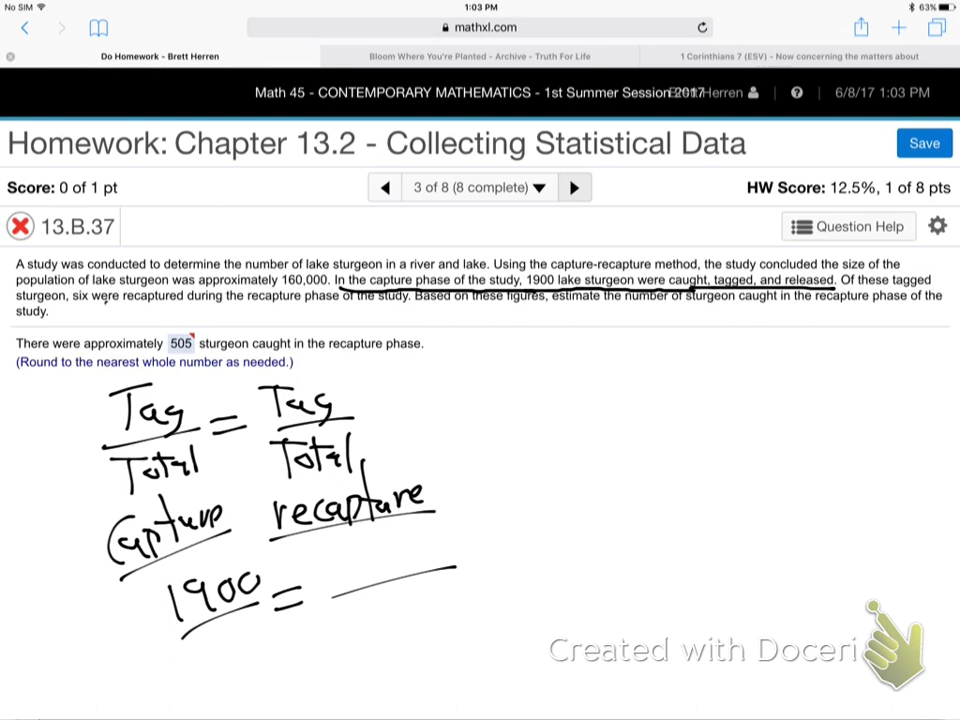 No SIM 1:03 PM 63%
mathxl.com
Do Homework - Brett Herren Bloom Where You're Planted - Archive - Truth For Life 1 Corinthians 7 (ESV) - Now concerning the matters about
Math 45 - CONTEMPORARY MATHEMATICS - 1st Summer Session 2017 Herren ? 6/8/17 1:03 PM
Homework: Chapter 13.2 - Collecting Statistical Data Save
Score: 0 of 1 pt 3 of 8 (8 complete) HW Score: 12.5%, 1 of 8 pts
13.B.37 Question Help
A study was conducted to determine the number of lake sturgeon in a river and lake. Using the capture-recapture method, the study concluded the size of the
population of lake sturgeon was approximately 160,000. In the capture phase of the study, 1900 lake sturgeon were caught, tagged, and released. Of these tagged
sturgeon, six were recaptured during the recapture phase of the study. Based on these figures, estimate the number of sturgeon caught in the recapture phase of the
study.
There were approximately 505 sturgeon caught in the recapture phase.
(Round to the nearest whole number as needed.)
Tag = Tag
Total Total
Capture recapture
1900 =
Created with Doceri